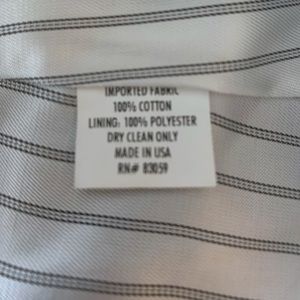 IMPORTED FABRIC
100% COTTON
LINING: 100% POLYESTER
DRY CLEAN ONLY
MADE IN USA
RN# 83059